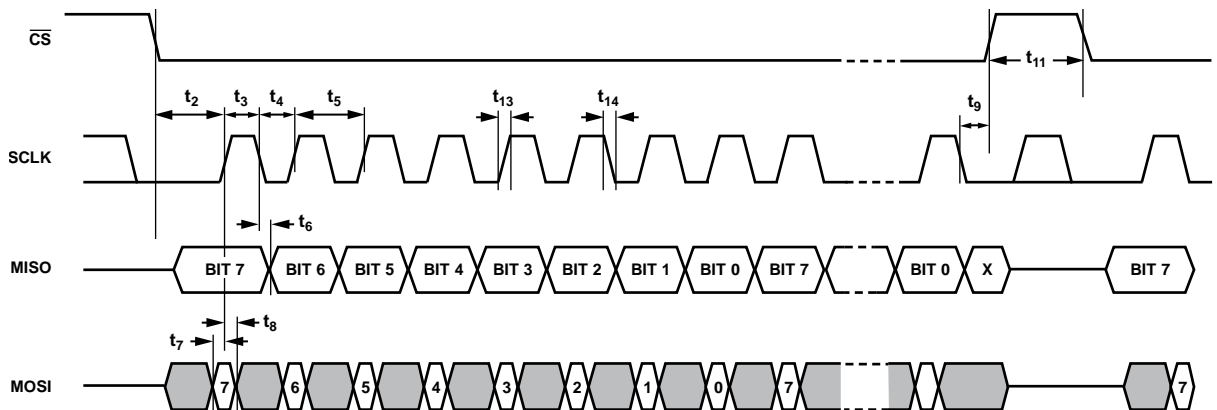 CS
t11
t2 t3 t4 t5 t13 t14 t9
SCLK
t6
MISO BIT 7 BIT 6 BIT 5 BIT 4 BIT 3 BIT 2 BIT 1 BIT 0 BIT 7 BIT 0 X BIT 7
t7 t8
MOSI 7 6 5 4 3 2 1 0 7 7